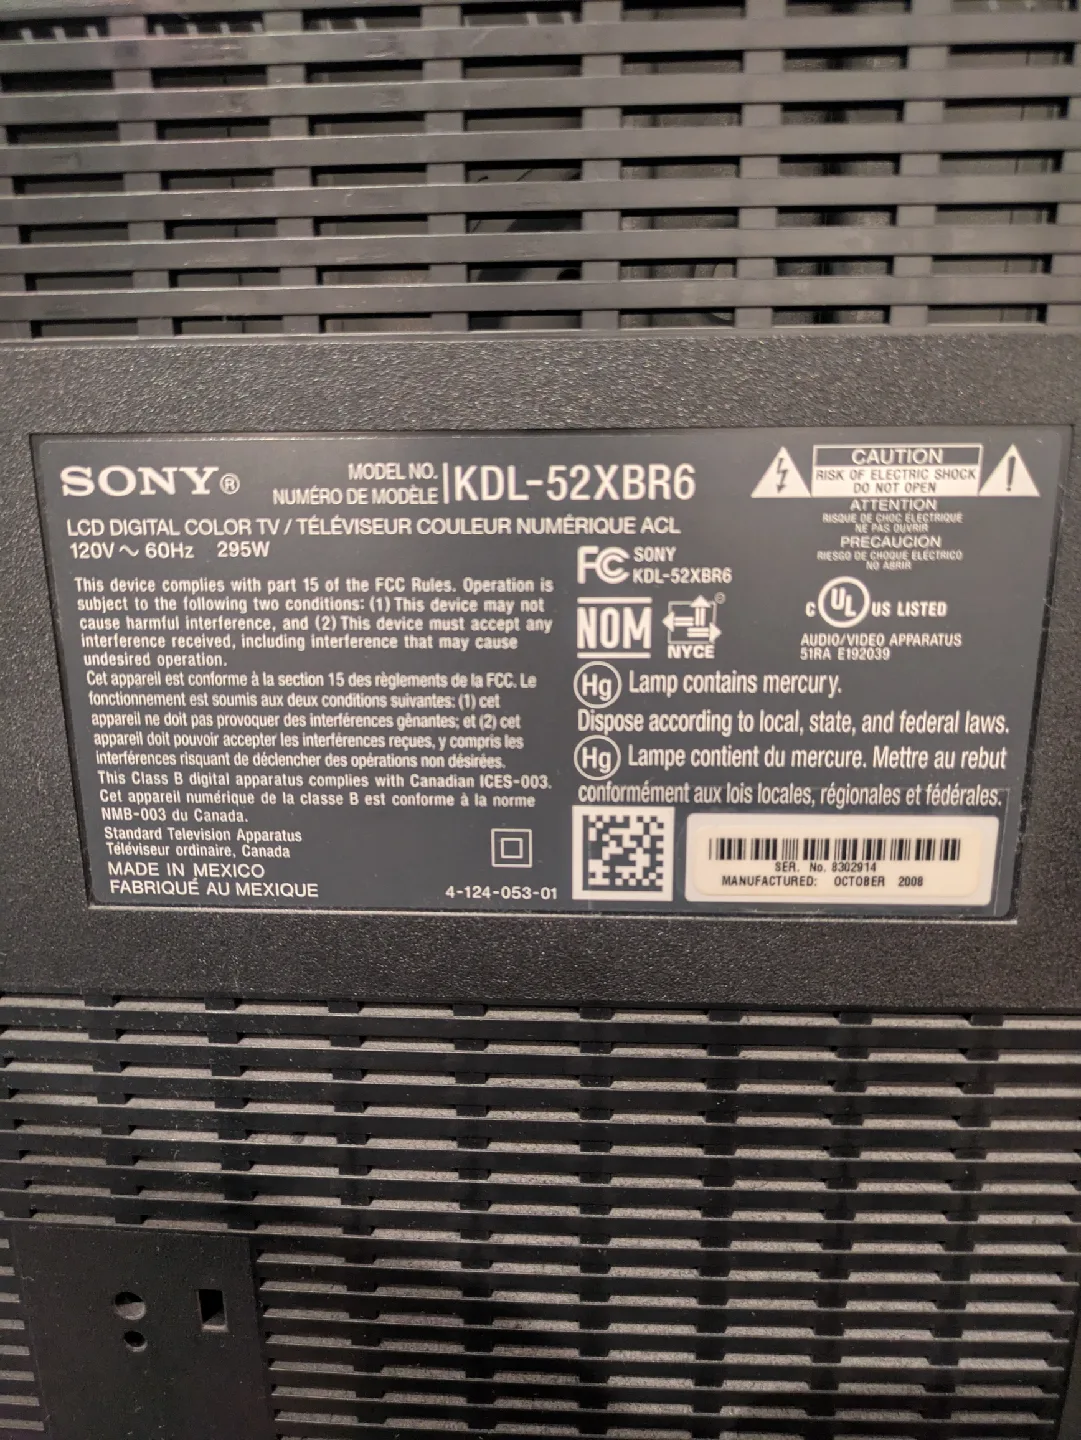 SONY®
MODEL NO.
NUMÉRO DE MODÈLE
KDL-52XBR6
LCD DIGITAL COLOR TV / TÉLÉVISEUR COULEUR NUMÉRIQUE ACL
120V ~ 60Hz 295W
This device complies with part 15 of the FCC Rules. Operation is
subject to the following two conditions: (1) This device may not
cause harmful interference, and (2) This device must accept any
interference received, including interference that may cause
undesired operation.
Cet appareil est conforme à la section 15 des règlements de la FCC. Le
fonctionnement est soumis aux deux conditions suivantes: (1) cet
appareil ne doit pas provoquer des interférences gênantes; et (2) cet
appareil doit pouvoir accepter les interférences reçues, y compris les
interférences risquant de déclencher des opérations non désirées.
This Class B digital apparatus complies with Canadian ICES-003.
Cet appareil numérique de la classe B est conforme à la norme
NMB-003 du Canada.
Standard Television Apparatus
Téléviseur ordinaire, Canada
MADE IN MEXICO
FABRIQUÉ AU MEXIQUE
4-124-053-01
FC SONY
KDL-52XBR6
NOM
NYCE
CAUTION
RISK OF ELECTRIC SHOCK
DO NOT OPEN
ATTENTION
RISQUE DE CHOC ÉLECTRIQUE
NE PAS OUVRIR
PRECAUCION
RIESGO DE CHOQUE ELÉCTRICO
NO ABRIR
C UL US LISTED
AUDIO/VIDEO APPARATUS
51RA E192039
Hg Lamp contains mercury.
Dispose according to local, state, and federal laws.
Hg Lampe contient du mercure. Mettre au rebut
conformément aux lois locales, régionales et fédérales.
SER. No. 8302914
MANUFACTURED: OCTOBER 2008